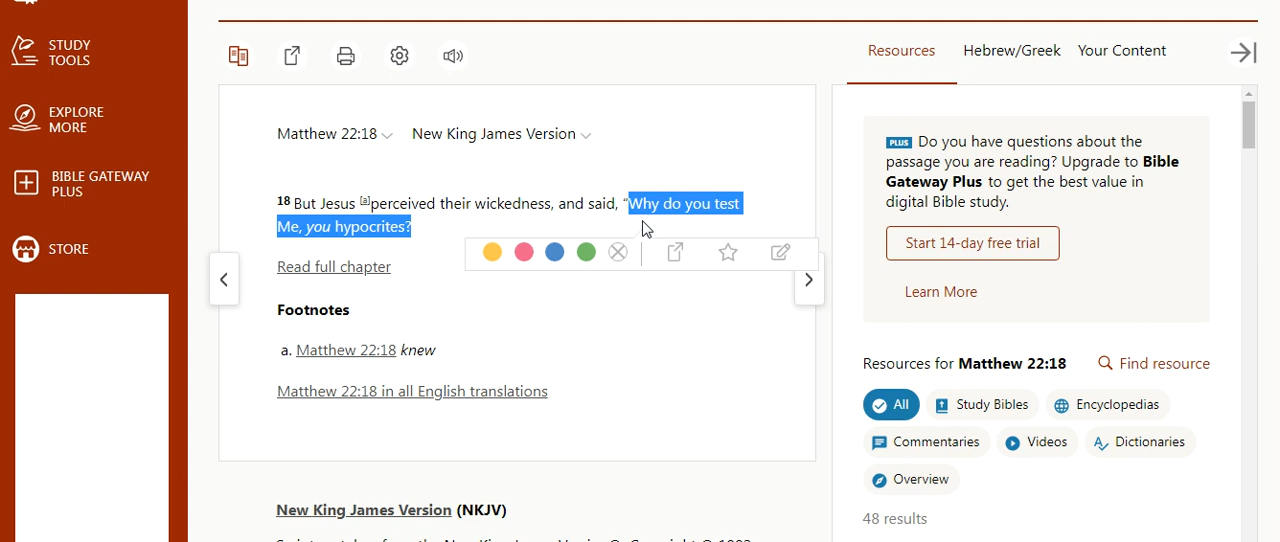 STUDY
TOOLS
EXPLORE
MORE
BIBLE GATEWAY
PLUS
STORE
Matthew 22:18 New King James Version
18 But Jesus [a]perceived their wickedness, and said, “Why do you test
Me, you hypocrites?
Read full chapter
Footnotes
a. Matthew 22:18 knew
Matthew 22:18 in all English translations
New King James Version (NKJV)
Resources Hebrew/Greek Your Content
PLUS Do you have questions about the
passage you are reading? Upgrade to Bible
Gateway Plus to get the best value in
digital Bible study.
Start 14-day free trial
Learn More
Resources for Matthew 22:18 Find resource
All Study Bibles Encyclopedias
Commentaries Videos Dictionaries
Overview
48 results